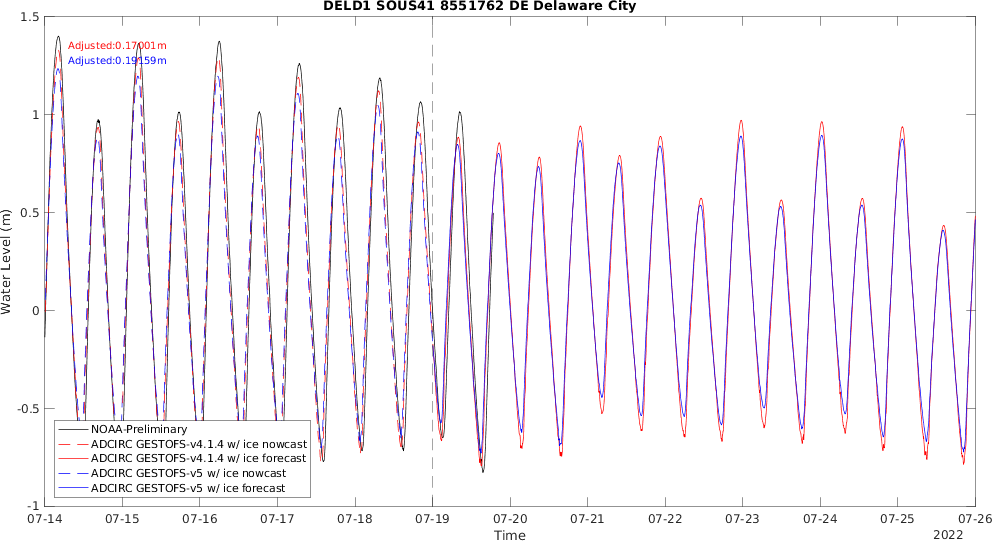 DELD1 SOUS41 8551762 DE Delaware City
Adjusted:0.17001m
Adjusted:0.19159m
Water Level (m)
1.5
1
0.5
0
-0.5
-1
NOAA-Preliminary
ADCIRC GESTOFS-v4.1.4 w/ ice nowcast
ADCIRC GESTOFS-v4.1.4 w/ ice forecast
ADCIRC GESTOFS-v5 w/ ice nowcast
ADCIRC GESTOFS-v5 w/ ice forecast
07-14 07-15 07-16 07-17 07-18 07-19 07-20 07-21 07-22 07-23 07-24 07-25 07-26
Time
2022